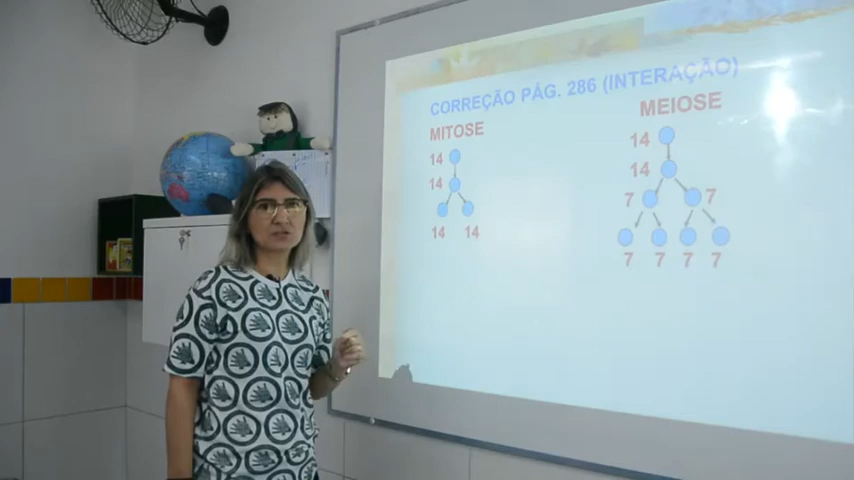 CORREÇÃO PÁG. 286 (INTERAÇÃO)
MITOSE
14
14
14 14
MEIOSE
14
14
7 7
7 7 7 7